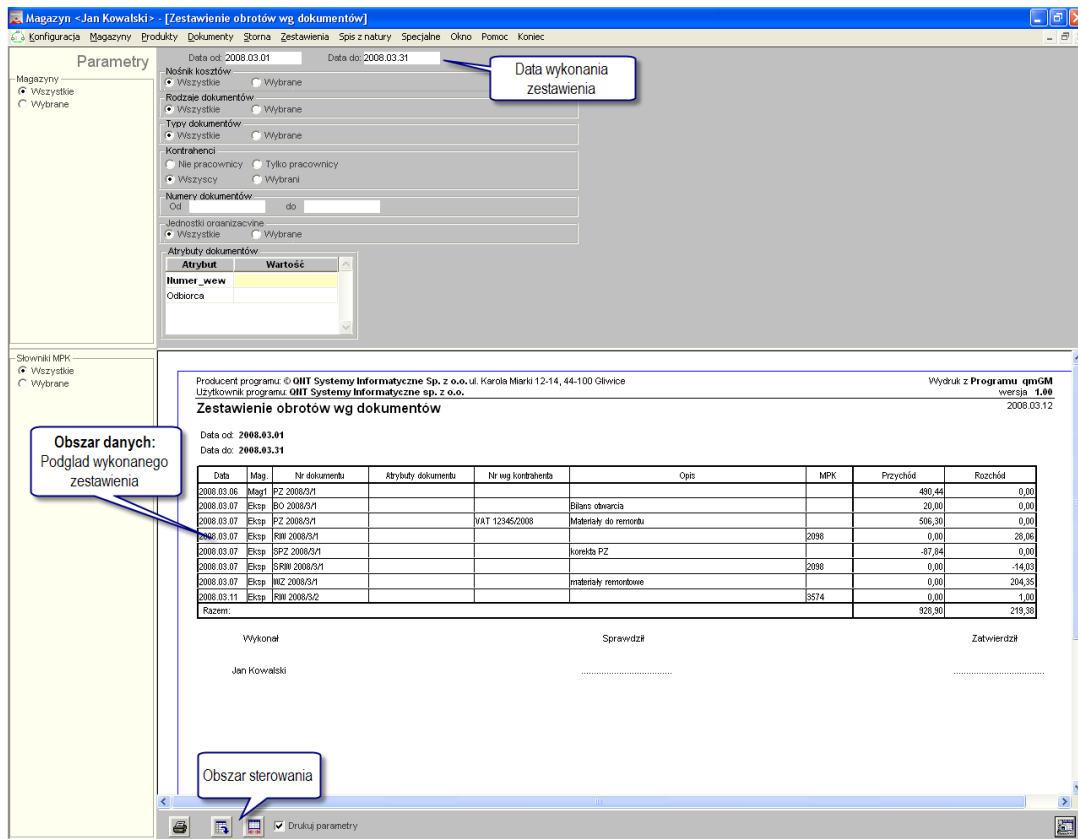 Magazyn <Jan Kowalski> - [Zestawienie obrotów wg dokumentów]
Konfiguracja Magazyny Produkty Dokumenty Storna Zestawienia Spis z natury Specjalne Okno Pomoc Koniec
Parametry
Magazyny
Wszystkie
Wybrane
Data od: 2008.03.01 Data do: 2008.03.31
Data wykonania
zestawienia
Nośnik kosztów
Wszystkie Wybrane
Rodzaje dokumentów
Wszystkie Wybrane
Typy dokumentów
Wszystkie Wybrane
Kontrahenci
Nie pracownicy Tylko pracownicy
Wszyscy Wybrani
Numery dokumentów
Od do
Jednostki organizacyjne
Wszystkie Wybrane
Atrybuty dokumentów
Atrybut Wartość
Numer_wew
Odbiorca
Słowniki MPK
Wszystkie
Wybrane
Obszar danych:
Podglad wykonanego
zestawienia
Producent programu: © QNT Systemy Informatyczne Sp. z o.o. ul. Karola Miarki 12-14, 44-100 Gliwice Wydruk z Programu qmGM
Użytkownik programu: QNT Systemy Informatyczne sp. z o.o. wersja 1.00
Zestawienie obrotów wg dokumentów 2008.03.12
Data od: 2008.03.01
Data do: 2008.03.31
Data Mag. Nr dokumentu Atrybuty dokumentu Nr wg kontrahenta Opis MPK Przychód Rozchód
2008.03.06 Mag1 PZ 2008/3/1 490,44 0,00
2008.03.07 Eksp BO 2008/3/1 Bilans otwarcia 20,00 0,00
2008.03.07 Eksp PZ 2008/3/1 VAT 12345/2008 Materiały do remontu 506,30 0,00
2008.03.07 Eksp RW 2008/3/1 2098 0,00 28,06
2008.03.07 Eksp SPZ 2008/3/1 korekta PZ -87,84 0,00
2008.03.07 Eksp SRW 2008/3/1 2098 0,00 -14,03
2008.03.07 Eksp WZ 2008/3/1 materiały remontowe 0,00 204,35
2008.03.11 Eksp RW 2008/3/2 3574 0,00 1,00
Razem: 928,90 219,38
Wykonał Sprawdził Zatwierdził
Jan Kowalski .................................. ..................................
Obszar sterowania
Drukuj parametry